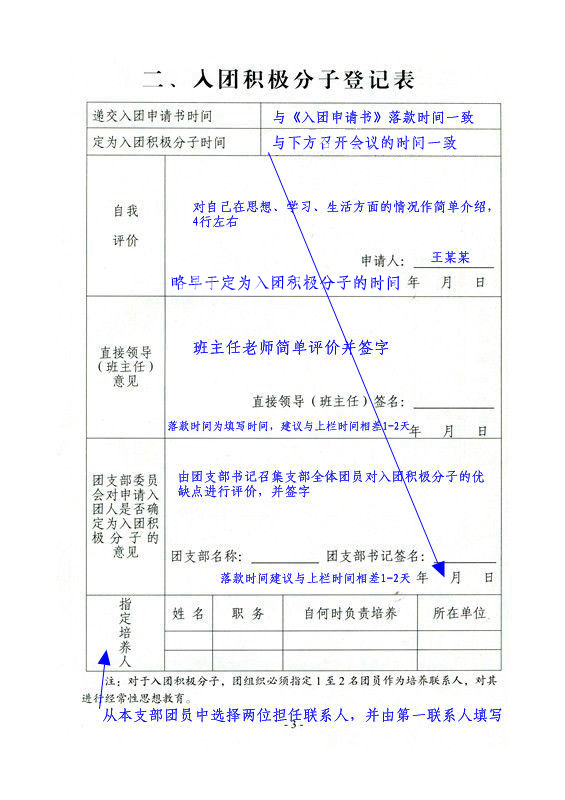 二、入团积极分子登记表
递交入团申请书时间 与《入团申请书》落款时间一致
定为入团积极分子时间 与下方召开会议的时间一致
自我
评价
对自己在思想、学习、生活方面的情况作简单介绍，
4行左右
申请人： 王某某
略早于定为入团积极分子的时间 年 月 日
直接领导
（班主任）
意见
班主任老师简单评价并签字
直接领导（班主任）签名：
落款时间为填写时间，建议与上栏时间相差1-2天 年 月 日
团支部委员
会对申请入
团人是否确
定为入团积
极分子的
意见
由团支部书记召集支部全体团员对入团积极分子的优
缺点进行评价，并签字
团支部名称： 团支部书记签名：
落款时间建议与上栏时间相差1-2天 年 月 日
指定培养人
姓名 职务 自何时负责培养 所在单位
注：对于入团积极分子，团组织必须指定1至2名团员作为培养联系人，对其
进行经常性思想教育。
从本支部团员中选择两位担任联系人，并由第一联系人填写
- 3 -